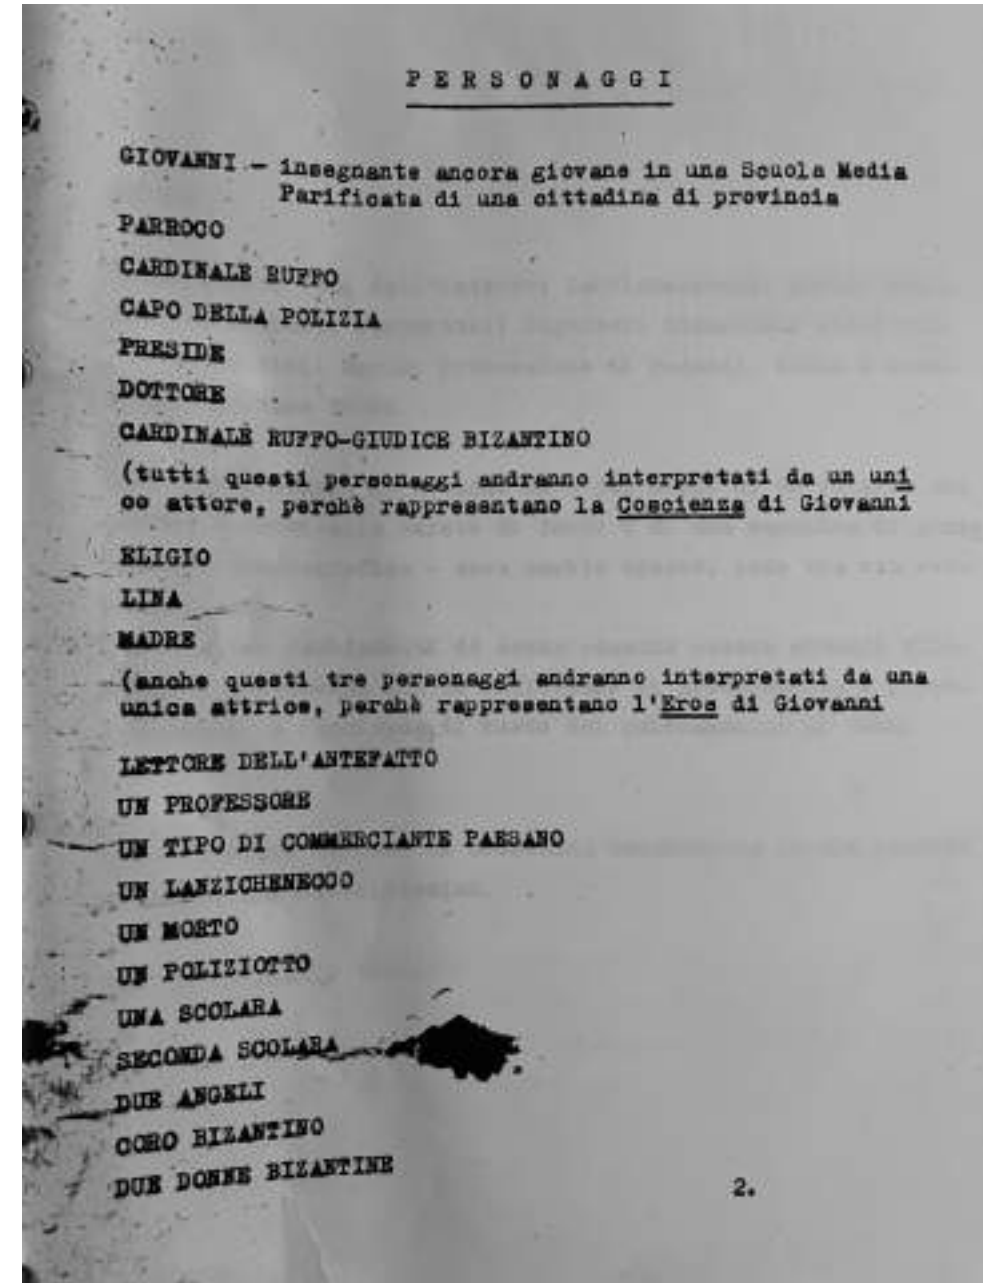 PERSONAGGI
GIOVANNI - insegnante ancora giovane in una Scuola Media
Parificata di una cittadina di provincia
PARROCO
CARDINALE RUFFO
CAPO DELLA POLIZIA
PRESIDE
DOTTORE
CARDINALE RUFFO-GIUDICE BIZANTINO
(tutti questi personaggi andranno interpretati da un uni
co attore, perchè rappresentano la Coscienza di Giovanni
ELIGIO
LINA
MADRE
(anche questi tre personaggi andranno interpretati da una
unica attrice, perchè rappresentano l'Eros di Giovanni
LETTORE DELL'ANTEFATTO
UN PROFESSORE
UN TIPO DI COMMERCIANTE PAESANO
UN LANZICHENECCO
UN MORTO
UN POLIZIOTTO
UNA SCOLARA
SECONDA SCOLARA
DUE ANGELI
CORO BIZANTINO
DUE DONNE BIZANTINE
2.